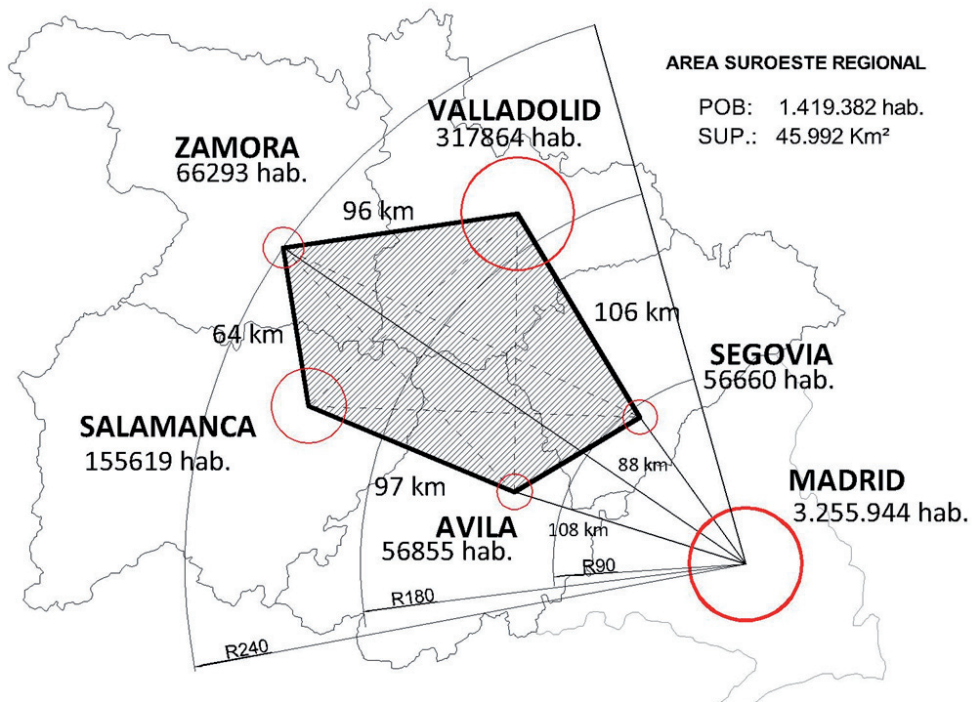 AREA SUROESTE REGIONAL
POB: 1.419.382 hab.
SUP.: 45.992 Km²
VALLADOLID
317864 hab.
ZAMORA
66293 hab.
96 km
106 km
64 km
SEGOVIA
56660 hab.
SALAMANCA
155619 hab.
88 km
97 km
MADRID
3.255.944 hab.
AVILA
56855 hab.
108 km
R90
R180
R240